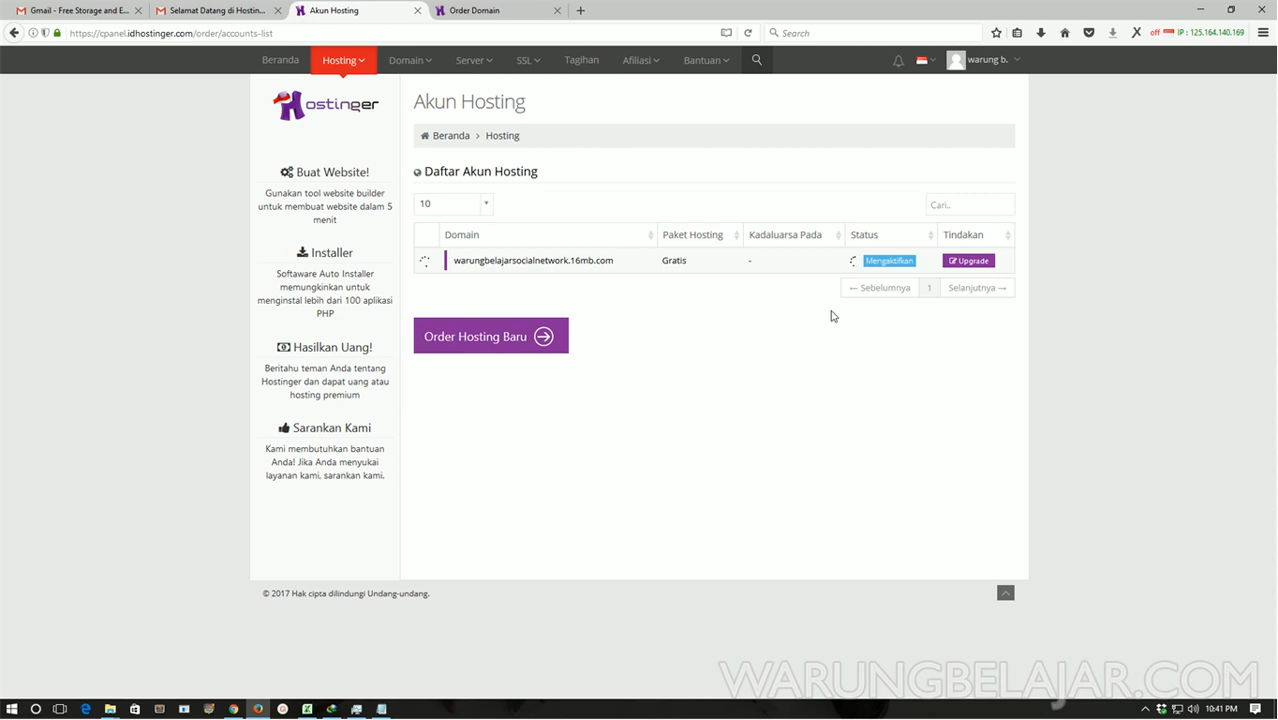 Gmail - Free Storage and E...
Selamat Datang di Hostin...
Akun Hosting
Order Domain
https://cpanel.idhostinger.com/order/accounts-list
Search
off
IP : 125.164.140.169
Beranda
Hosting
Domain
Server
SSL
Tagihan
Afiliasi
Bantuan
warung b.
Hostinger
Akun Hosting
Beranda > Hosting
Buat Website!
Gunakan tool website builder
untuk membuat website dalam 5
menit
Installer
Softaware Auto Installer
memungkinkan untuk
menginstal lebih dari 100 aplikasi
PHP
Hasilkan Uang!
Beritahu teman Anda tentang
Hostinger dan dapat uang atau
hosting premium
Sarankan Kami
Kami membutuhkan bantuan
Anda! Jika Anda menyukai
layanan kami, sarankan kami.
Daftar Akun Hosting
10
Cari..
Domain
Paket Hosting
Kadaluarsa Pada
Status
Tindakan
warungbelajarsocialnetwork.16mb.com
Gratis
-
Mengaktifkan
Upgrade
← Sebelumnya
1
Selanjutnya →
Order Hosting Baru
© 2017 Hak cipta dilindungi Undang-undang.
WARUNGBELAJAR.COM
10:41 PM